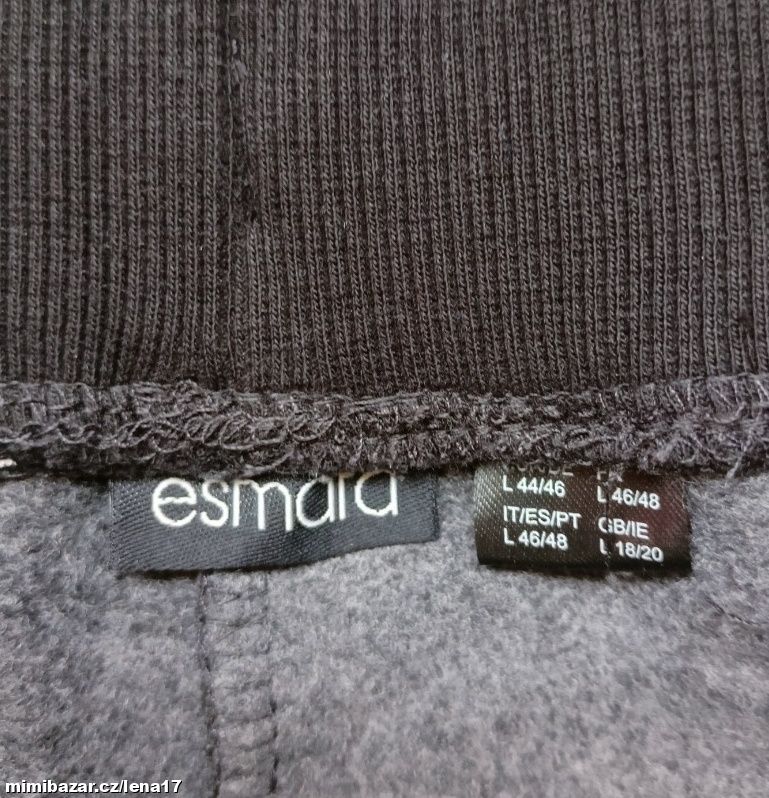 esmara
L 44/46
L 46/48
IT/ES/PT
GB/IE
L 46/48
L 18/20
mimibazar.cz/lena17